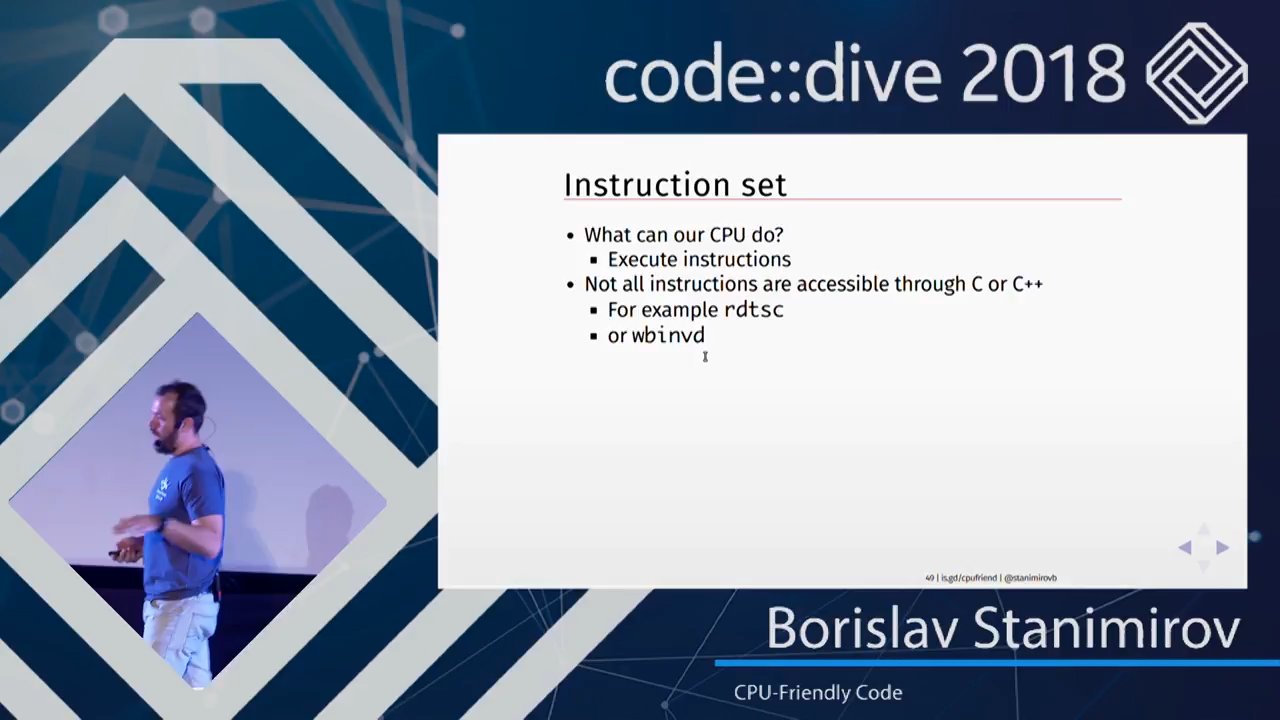 code::dive 2018
Instruction set
• What can our CPU do?
▪ Execute instructions
• Not all instructions are accessible through C or C++
▪ For example rdtsc
▪ or wbinvd
49 | is.gd/cpufriend | @stanimirovb
Borislav Stanimirov
CPU-Friendly Code